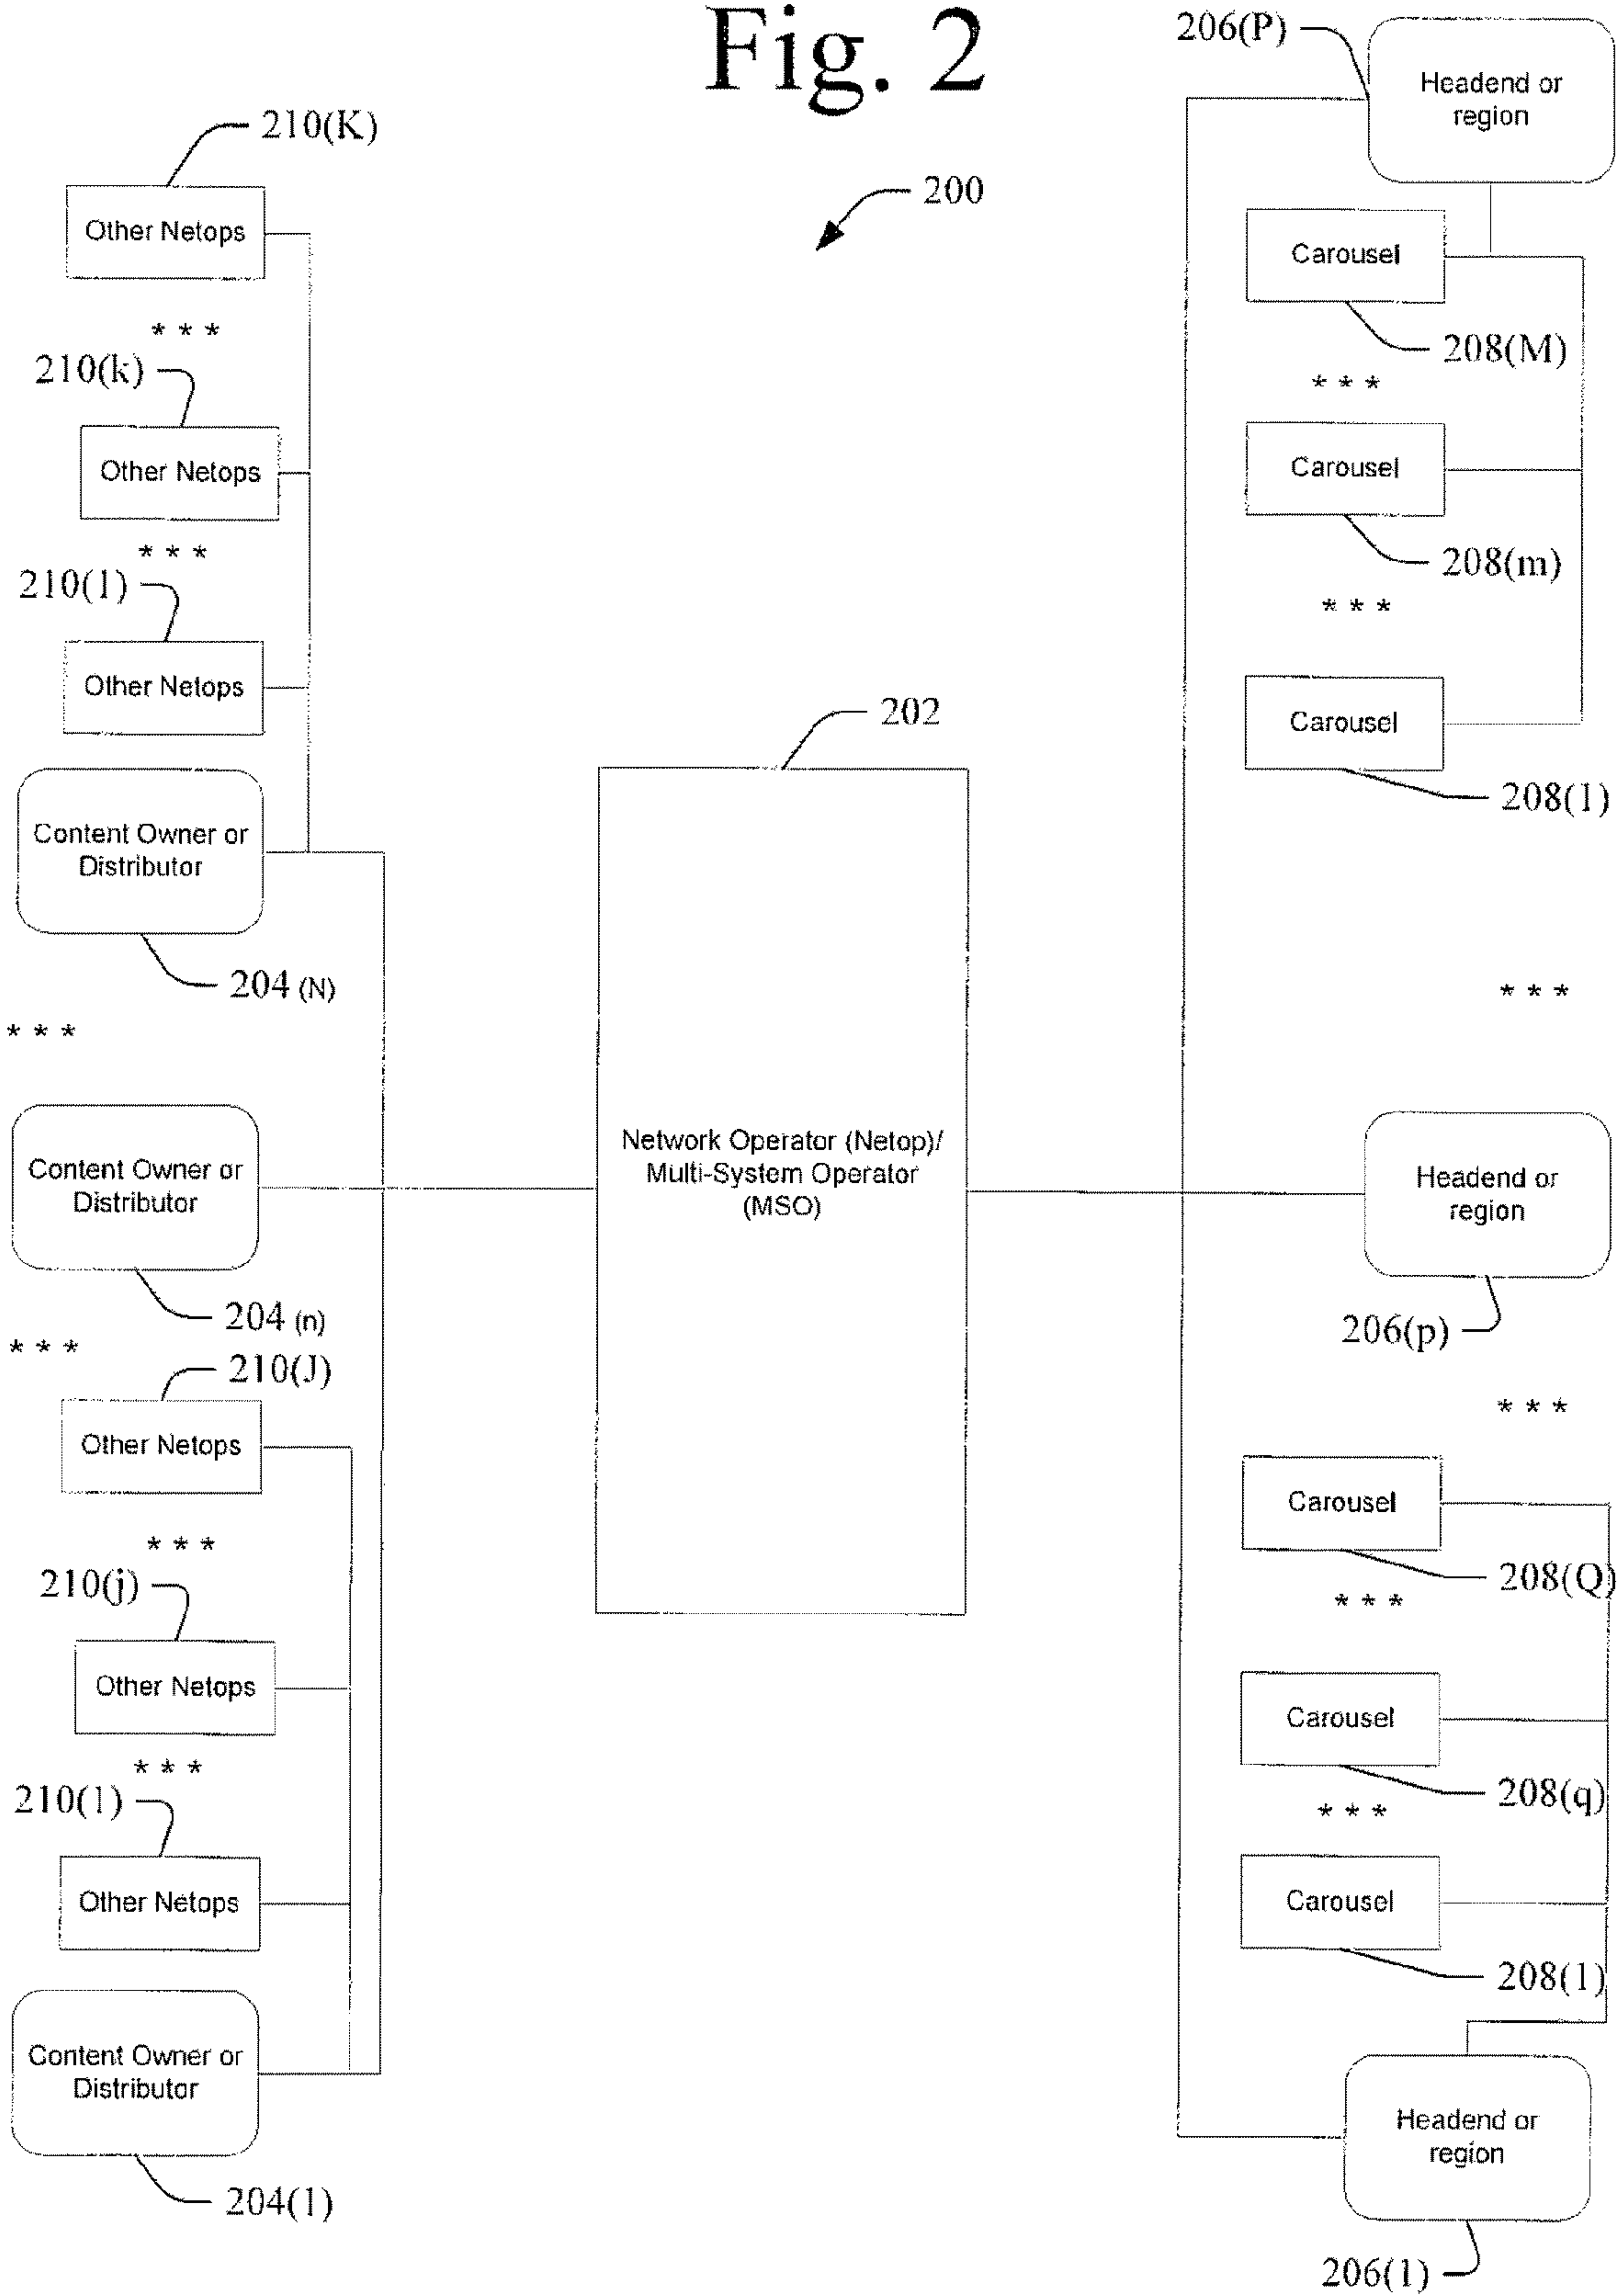 Fig. 2
200
210(K)
Other Netops
* * *
210(k)
Other Netops
* * *
210(1)
Other Netops
Content Owner or
Distributor
204 (N)
* * *
Content Owner or
Distributor
204 (n)
* * *
210(J)
Other Netops
* * *
210(j)
Other Netops
* * *
210(1)
Other Netops
Content Owner or
Distributor
204(1)
202
Network Operator (Netop)/
Multi-System Operator
(MSO)
206(P)
Headend or
region
Carousel
208(M)
* * *
Carousel
208(m)
* * *
Carousel
208(1)
* * *
Headend or
region
206(p)
* * *
Carousel
208(Q)
* * *
Carousel
208(q)
* * *
Carousel
208(1)
Headend or
region
206(1)